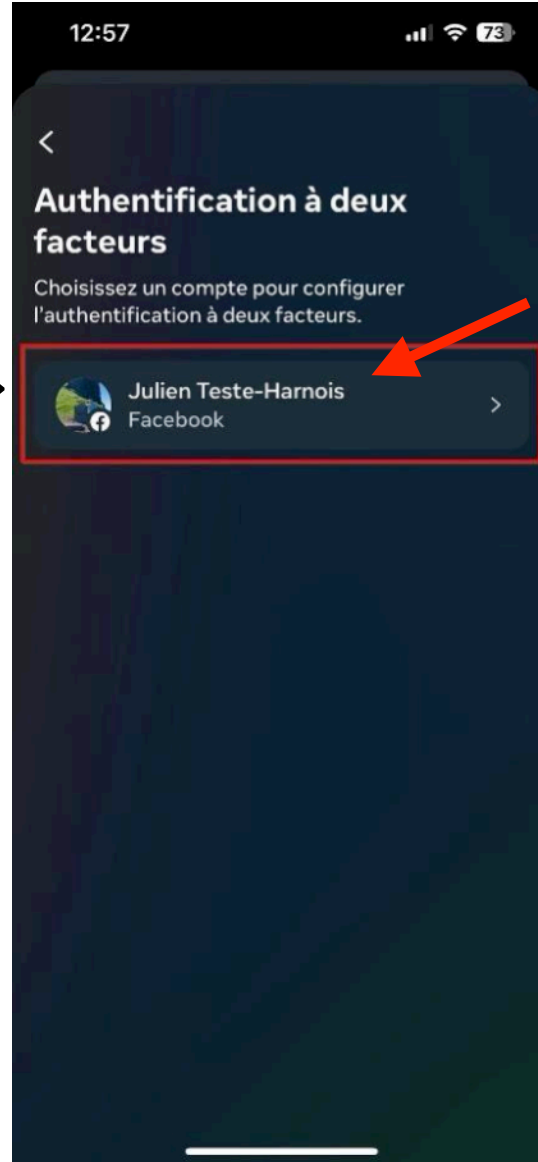 12:57
73
Authentification à deux
facteurs
Choisissez un compte pour configurer
l'authentification à deux facteurs.
Julien Teste-Harnois
Facebook